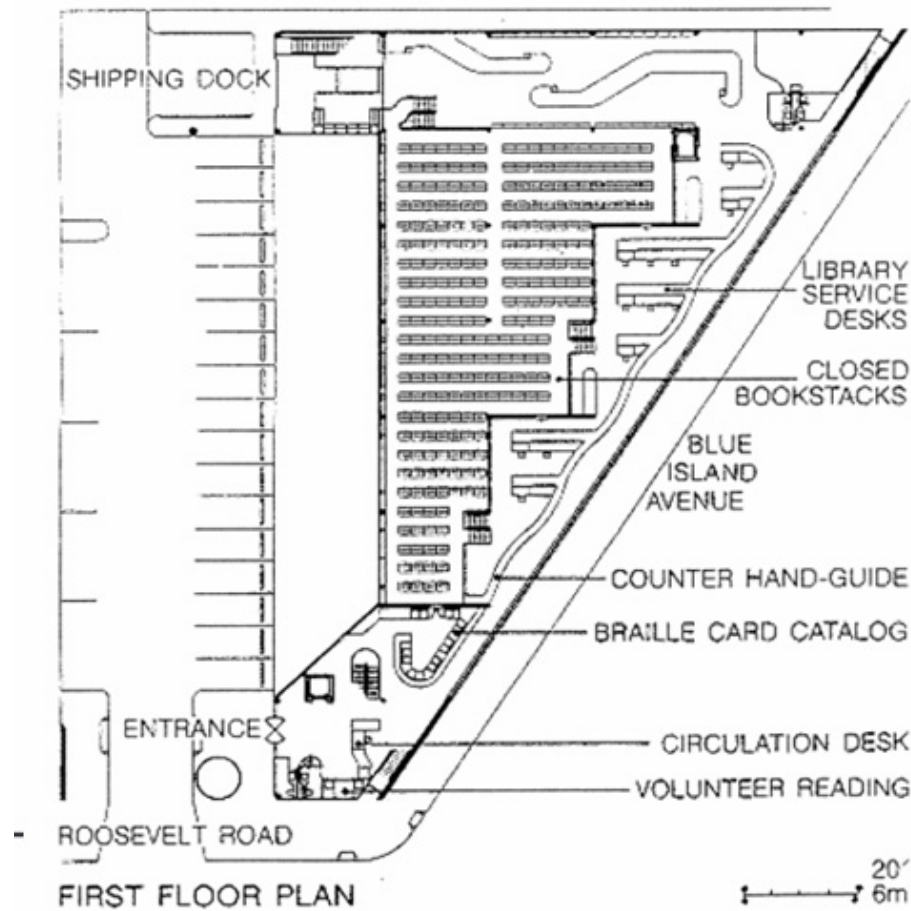 SHIPPING DOCK
LIBRARY
SERVICE
DESKS
CLOSED
BOOKSTACKS
BLUE
ISLAND
AVENUE
COUNTER HAND-GUIDE
BRAILLE CARD CATALOG
ENTRANCE
CIRCULATION DESK
VOLUNTEER READING
ROOSEVELT ROAD
FIRST FLOOR PLAN
20'
6m